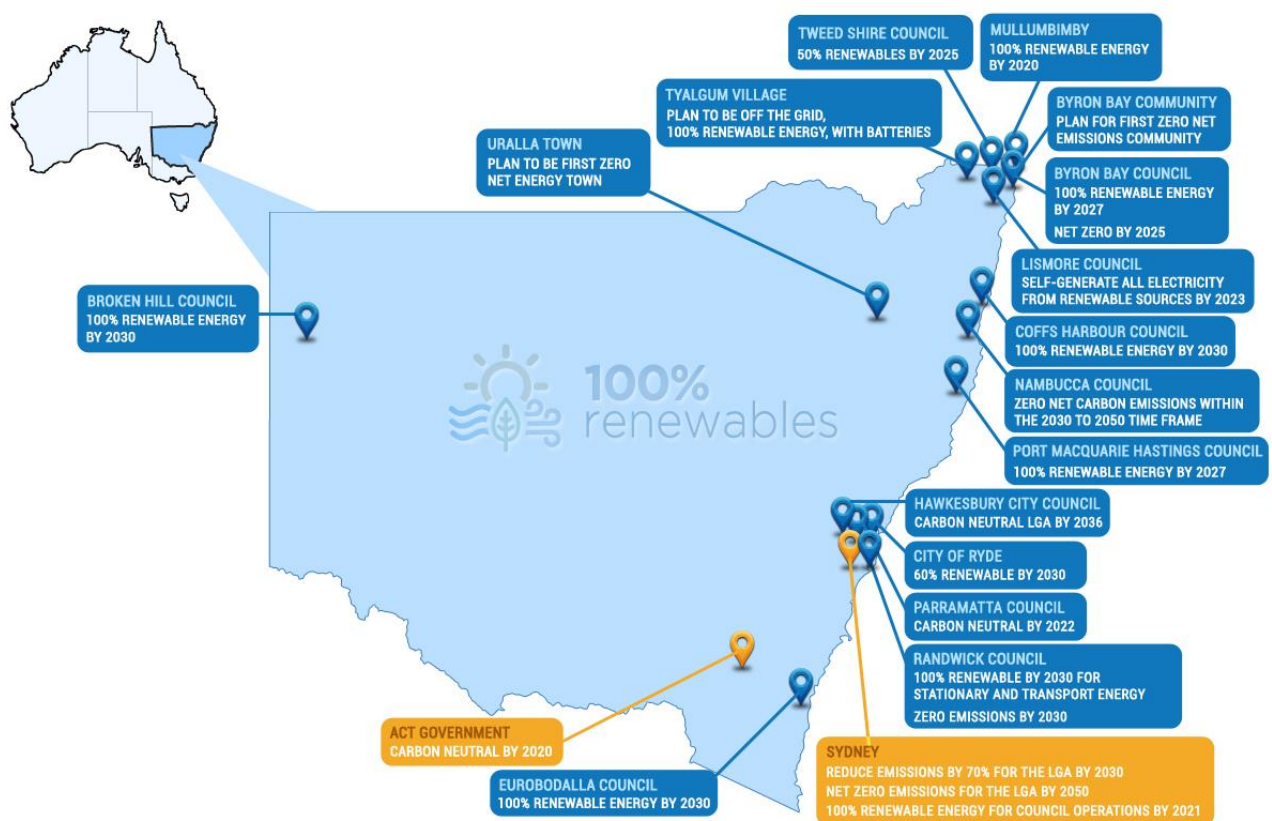 TWEED SHIRE COUNCIL
50% RENEWABLES BY 2025
MULLUMBIMBY
100% RENEWABLE ENERGY
BY 2020
TYALGUM VILLAGE
PLAN TO BE OFF THE GRID,
100% RENEWABLE ENERGY, WITH BATTERIES
BYRON BAY COMMUNITY
PLAN FOR FIRST ZERO NET
EMISSIONS COMMUNITY
URALLA TOWN
PLAN TO BE FIRST ZERO
NET ENERGY TOWN
BYRON BAY COUNCIL
100% RENEWABLE ENERGY
BY 2027
NET ZERO BY 2025
LISMORE COUNCIL
SELF-GENERATE ALL ELECTRICITY
FROM RENEWABLE SOURCES BY 2023
BROKEN HILL COUNCIL
100% RENEWABLE ENERGY
BY 2030
COFFS HARBOUR COUNCIL
100% RENEWABLE ENERGY BY 2030
NAMBUCCA COUNCIL
ZERO NET CARBON EMISSIONS WITHIN
THE 2030 TO 2050 TIME FRAME
100%
renewables
PORT MACQUARIE HASTINGS COUNCIL
100% RENEWABLE ENERGY BY 2027
HAWKESBURY CITY COUNCIL
CARBON NEUTRAL LGA BY 2036
CITY OF RYDE
60% RENEWABLE BY 2030
PARRAMATTA COUNCIL
CARBON NEUTRAL BY 2022
RANDWICK COUNCIL
100% RENEWABLE BY 2030 FOR
STATIONARY AND TRANSPORT ENERGY
ZERO EMISSIONS BY 2030
ACT GOVERNMENT
CARBON NEUTRAL BY 2020
EUROBODALLA COUNCIL
100% RENEWABLE ENERGY BY 2030
SYDNEY
REDUCE EMISSIONS BY 70% FOR THE LGA BY 2030
NET ZERO EMISSIONS FOR THE LGA BY 2050
100% RENEWABLE ENERGY FOR COUNCIL OPERATIONS BY 2021